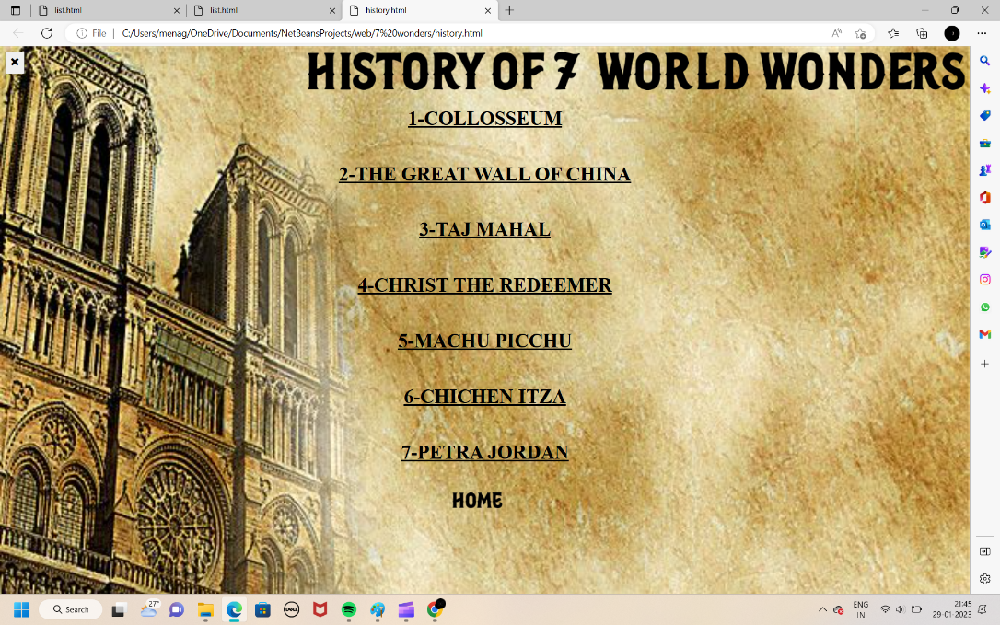 list.html
list.html
history.html
File
C:/Users/menag/OneDrive/Documents/NetBeansProjects/web/7%20wonders/history.html
HISTORY OF 7 WORLD WONDERS
1-COLLOSSEUM
2-THE GREAT WALL OF CHINA
3-TAJ MAHAL
4-CHRIST THE REDEEMER
5-MACHU PICCHU
6-CHICHEN ITZA
7-PETRA JORDAN
HOME
Search
27°
DELL
ENG
IN
21:45
29-01-2023